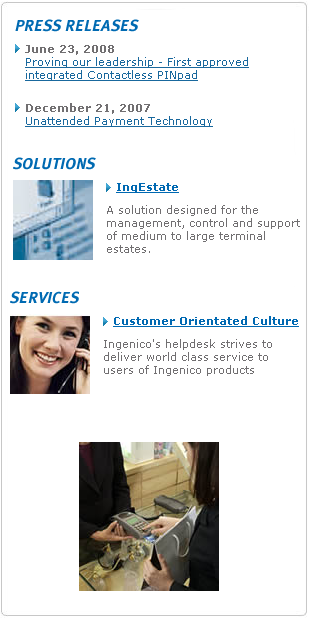 PRESS RELEASES
June 23, 2008
Proving our leadership - First approved
integrated Contactless PINpad
December 21, 2007
Unattended Payment Technology
SOLUTIONS
IngEstate
A solution designed for the
management, control and support
of medium to large terminal
estates.
SERVICES
Customer Orientated Culture
Ingenico's helpdesk strives to
deliver world class service to
users of Ingenico products